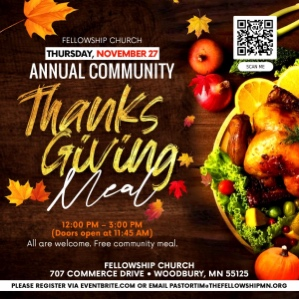 FELLOWSHIP CHURCH
THURSDAY, NOVEMBER 27
ANNUAL COMMUNITY
Thanks
Giving
Meal
SCAN ME
12:00 PM – 3:00 PM
(Doors open at 11:45 AM)
All are welcome. Free community meal.
FELLOWSHIP CHURCH
707 COMMERCE DRIVE • WOODBURY, MN 55125
PLEASE REGISTER VIA EVENTBRITE.COM OR EMAIL PASTORTIM@THEFELLOWSHIPMN.ORG